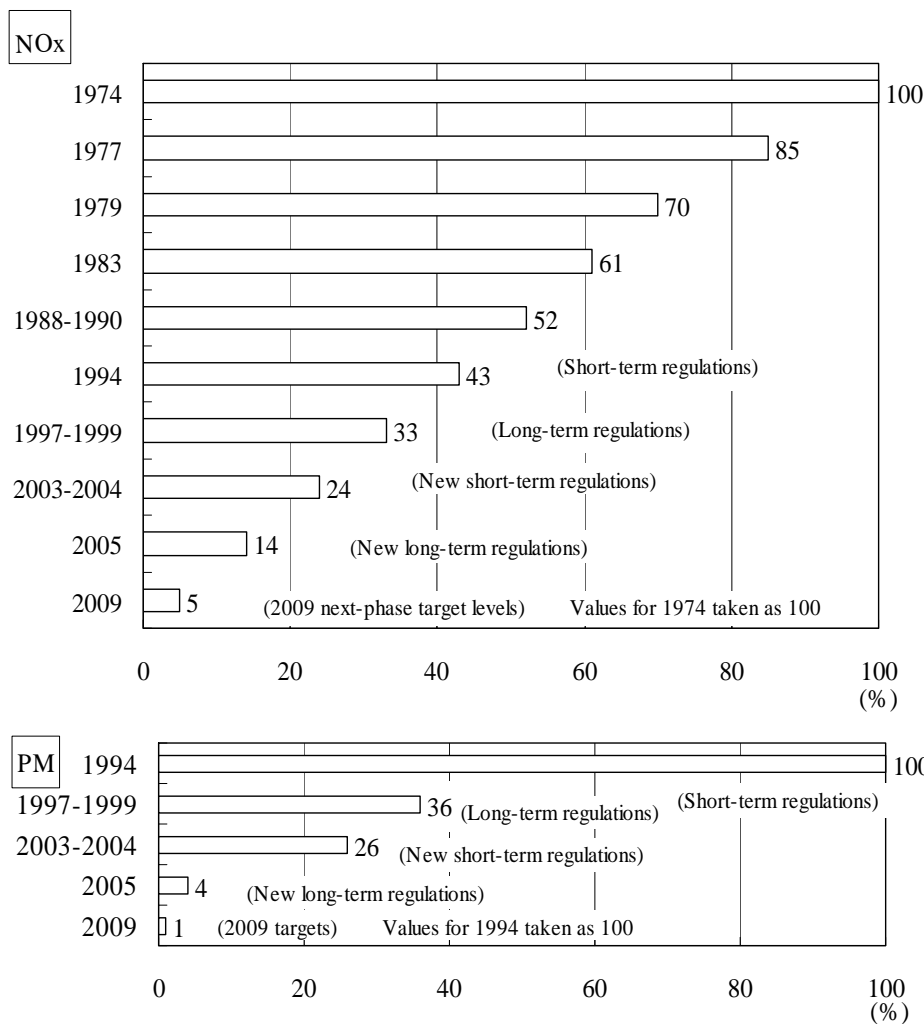 NOx
1974 100
1977 85
1979 70
1983 61
1988-1990 52
1994 43 (Short-term regulations)
1997-1999 33 (Long-term regulations)
2003-2004 24 (New short-term regulations)
2005 14 (New long-term regulations)
2009 5 (2009 next-phase target levels) Values for 1974 taken as 100
0 20 40 60 80 100
(%)
PM 1994 100
1997-1999 36 (Long-term regulations) (Short-term regulations)
2003-2004 26 (New short-term regulations)
2005 4 (New long-term regulations)
2009 1 (2009 targets) Values for 1994 taken as 100
0 20 40 60 80 100
(%)